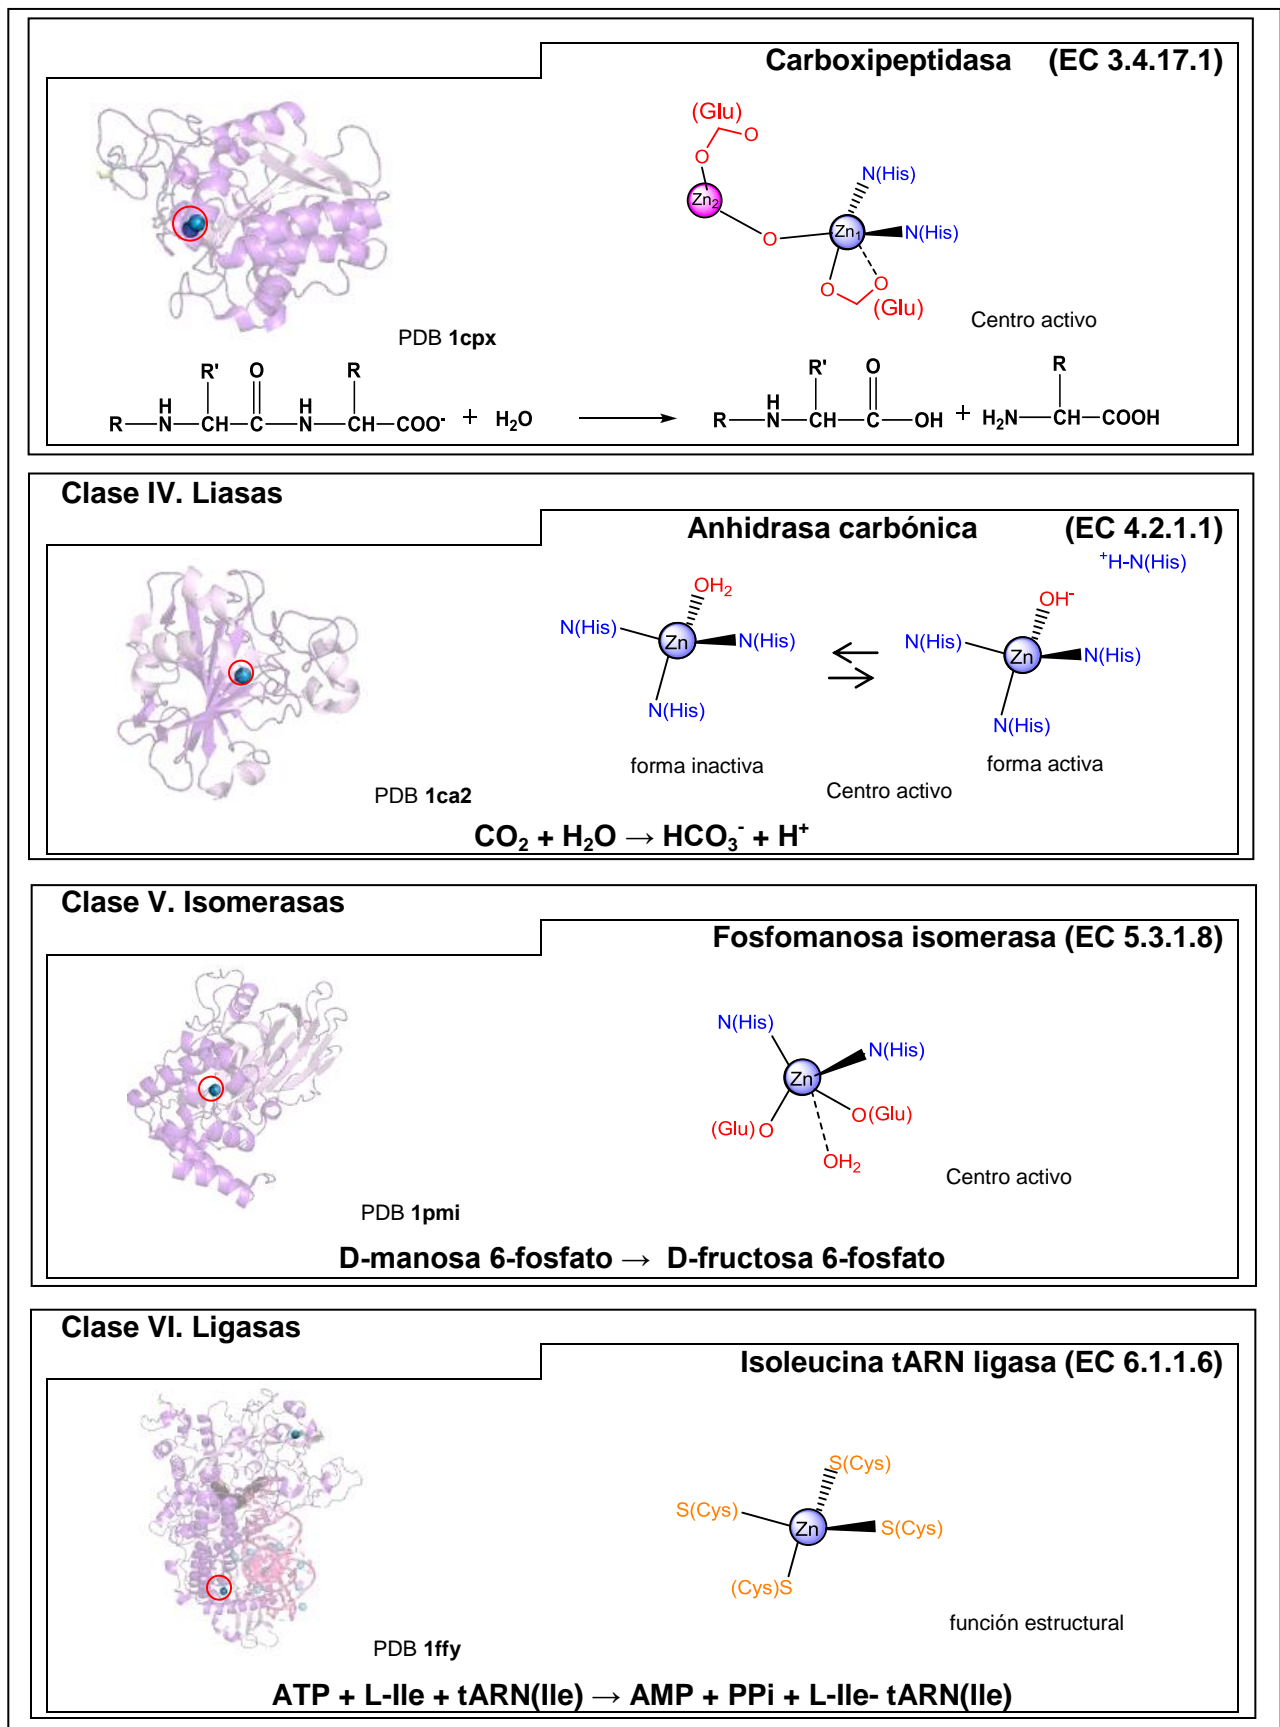 Carboxipeptidasa (EC 3.4.17.1)
(Glu)
O
O
Zn2
O
Zn1
N(His)
N(His)
O
O
(Glu)
Centro activo
PDB 1cpx
R' O R
R—N—CH—C—N—CH—COO- + H2O
H H
R' O R
R—N—CH—C—OH + H2N—CH—COOH
H
Clase IV. Liasas
Anhidrasa carbónica (EC 4.2.1.1)
+H-N(His)
OH2
N(His)
Zn
N(His)
N(His)
forma inactiva
OH-
N(His)
Zn
N(His)
N(His)
forma activa
Centro activo
PDB 1ca2
CO2 + H2O → HCO3- + H+
Clase V. Isomerasas
Fosfomanosa isomerasa (EC 5.3.1.8)
N(His)
N(His)
Zn
(Glu)O
O(Glu)
OH2
Centro activo
PDB 1pmi
D-manosa 6-fosfato → D-fructosa 6-fosfato
Clase VI. Ligasas
Isoleucina tARN ligasa (EC 6.1.1.6)
S(Cys)
S(Cys)
Zn
S(Cys)
(Cys)S
función estructural
PDB 1ffy
ATP + L-Ile + tARN(Ile) → AMP + PPi + L-Ile- tARN(Ile)